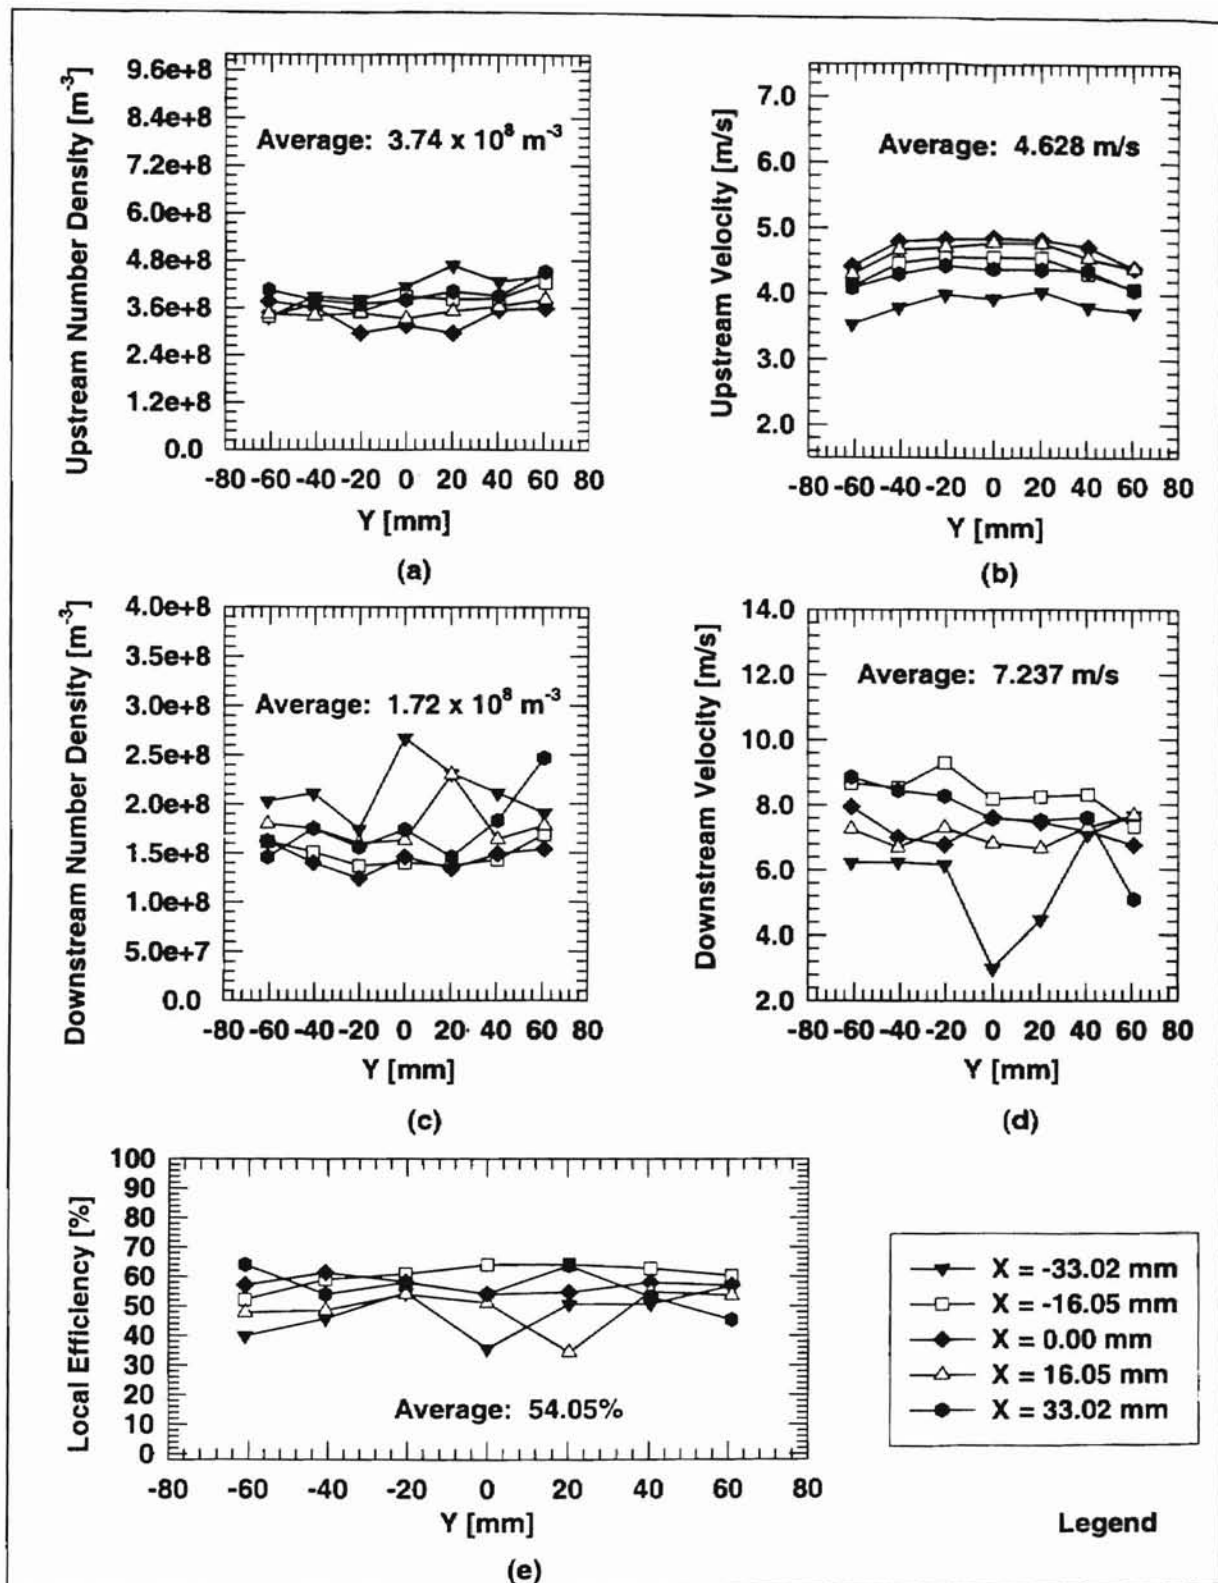 Upstream Number Density [m⁻³]
9.6e+8
8.4e+8
7.2e+8
6.0e+8
4.8e+8
3.6e+8
2.4e+8
1.2e+8
0.0
Average: 3.74 x 10⁸ m⁻³
-80 -60 -40 -20 0 20 40 60 80
Y [mm]
(a)
Upstream Velocity [m/s]
7.0
6.0
5.0
4.0
3.0
2.0
Average: 4.628 m/s
-80 -60 -40 -20 0 20 40 60 80
Y [mm]
(b)
Downstream Number Density [m⁻³]
4.0e+8
3.5e+8
3.0e+8
2.5e+8
2.0e+8
1.5e+8
1.0e+8
5.0e+7
0.0
Average: 1.72 x 10⁸ m⁻³
-80 -60 -40 -20 0 20 40 60 80
Y [mm]
(c)
Downstream Velocity [m/s]
14.0
12.0
10.0
8.0
6.0
4.0
2.0
Average: 7.237 m/s
-80 -60 -40 -20 0 20 40 60 80
Y [mm]
(d)
Local Efficiency [%]
100
90
80
70
60
50
40
30
20
10
0
Average: 54.05%
-80 -60 -40 -20 0 20 40 60 80
Y [mm]
(e)
X = -33.02 mm
X = -16.05 mm
X = 0.00 mm
X = 16.05 mm
X = 33.02 mm
Legend